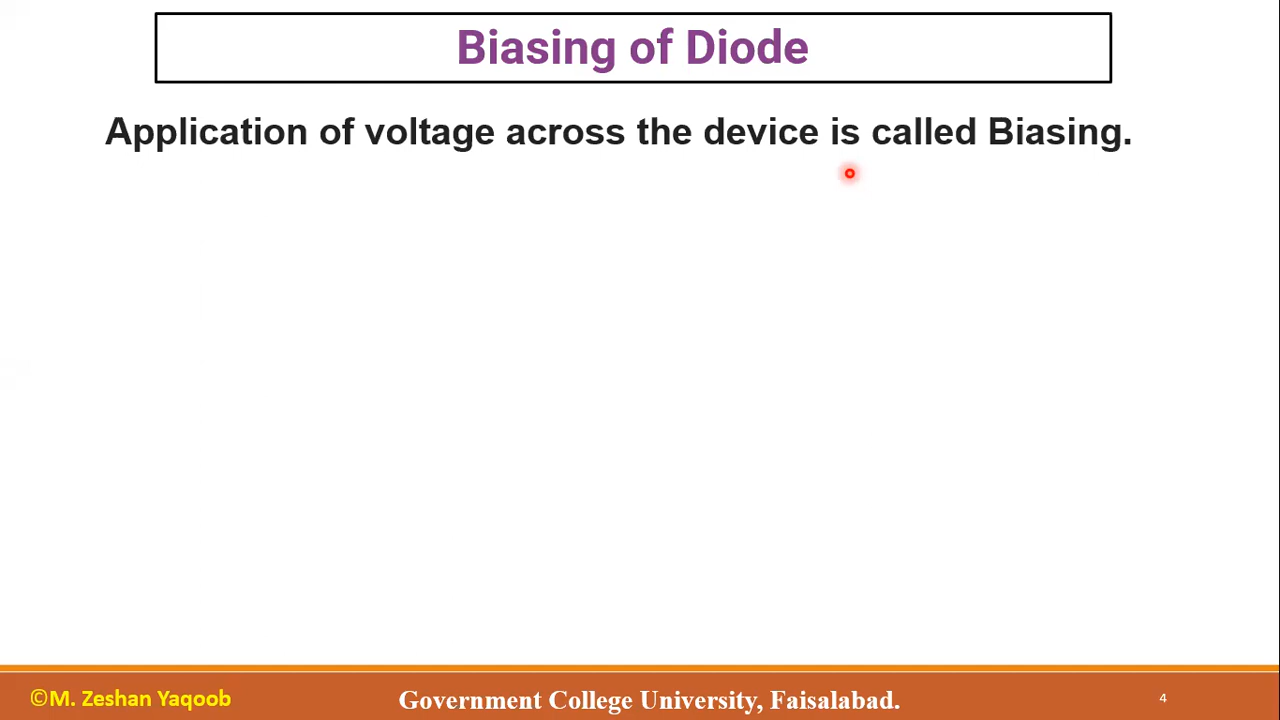 Biasing of Diode
Application of voltage across the device is called Biasing.
©M. Zeshan Yaqoob
Government College University, Faisalabad.
4